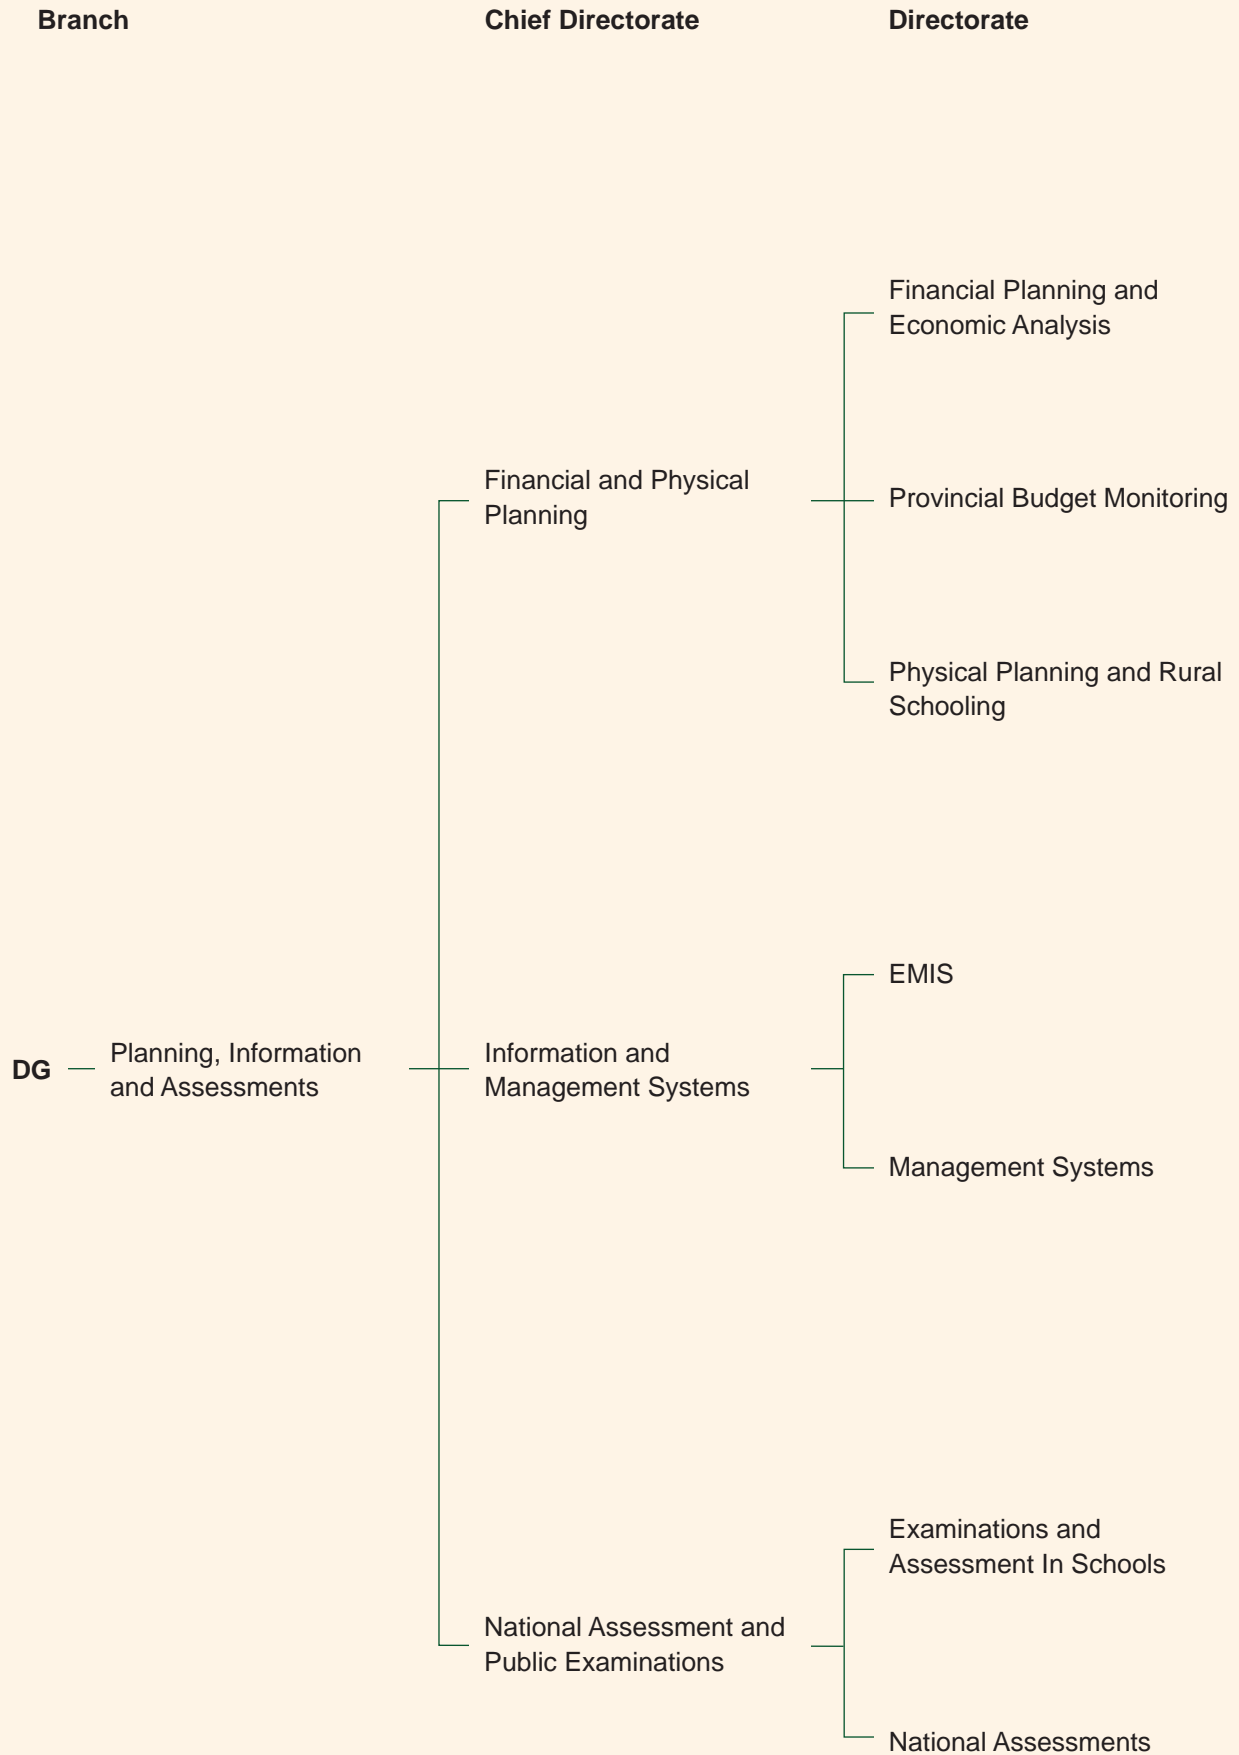 Branch
Chief Directorate
Directorate
Financial Planning and
Economic Analysis
Financial and Physical
Planning
Provincial Budget Monitoring
Physical Planning and Rural
Schooling
EMIS
DG
Planning, Information
and Assessments
Information and
Management Systems
Management Systems
Examinations and
Assessment In Schools
National Assessment and
Public Examinations
National Assessments